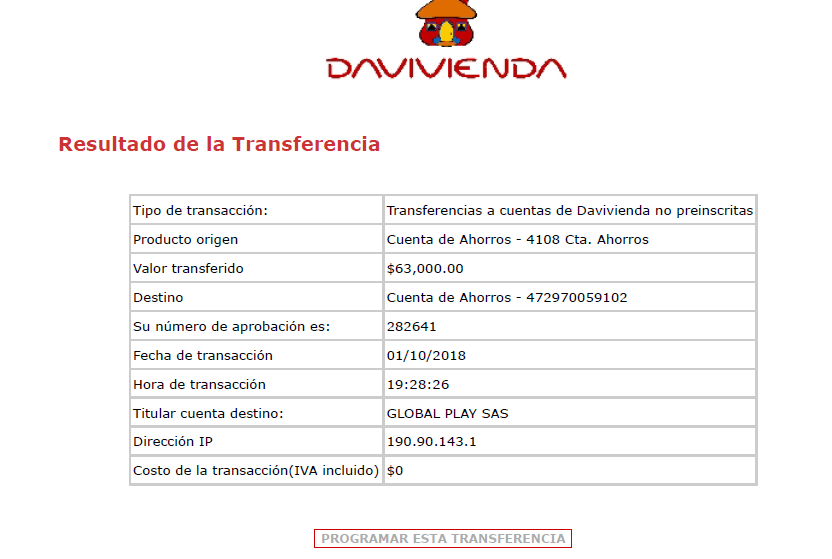 DAVIVIENDA
Resultado de la Transferencia
Tipo de transacción: Transferencias a cuentas de Davivienda no preinscritas
Producto origen Cuenta de Ahorros - 4108 Cta. Ahorros
Valor transferido $63,000.00
Destino Cuenta de Ahorros - 472970059102
Su número de aprobación es: 282641
Fecha de transacción 01/10/2018
Hora de transacción 19:28:26
Titular cuenta destino: GLOBAL PLAY SAS
Dirección IP 190.90.143.1
Costo de la transacción(IVA incluido) $0
PROGRAMAR ESTA TRANSFERENCIA